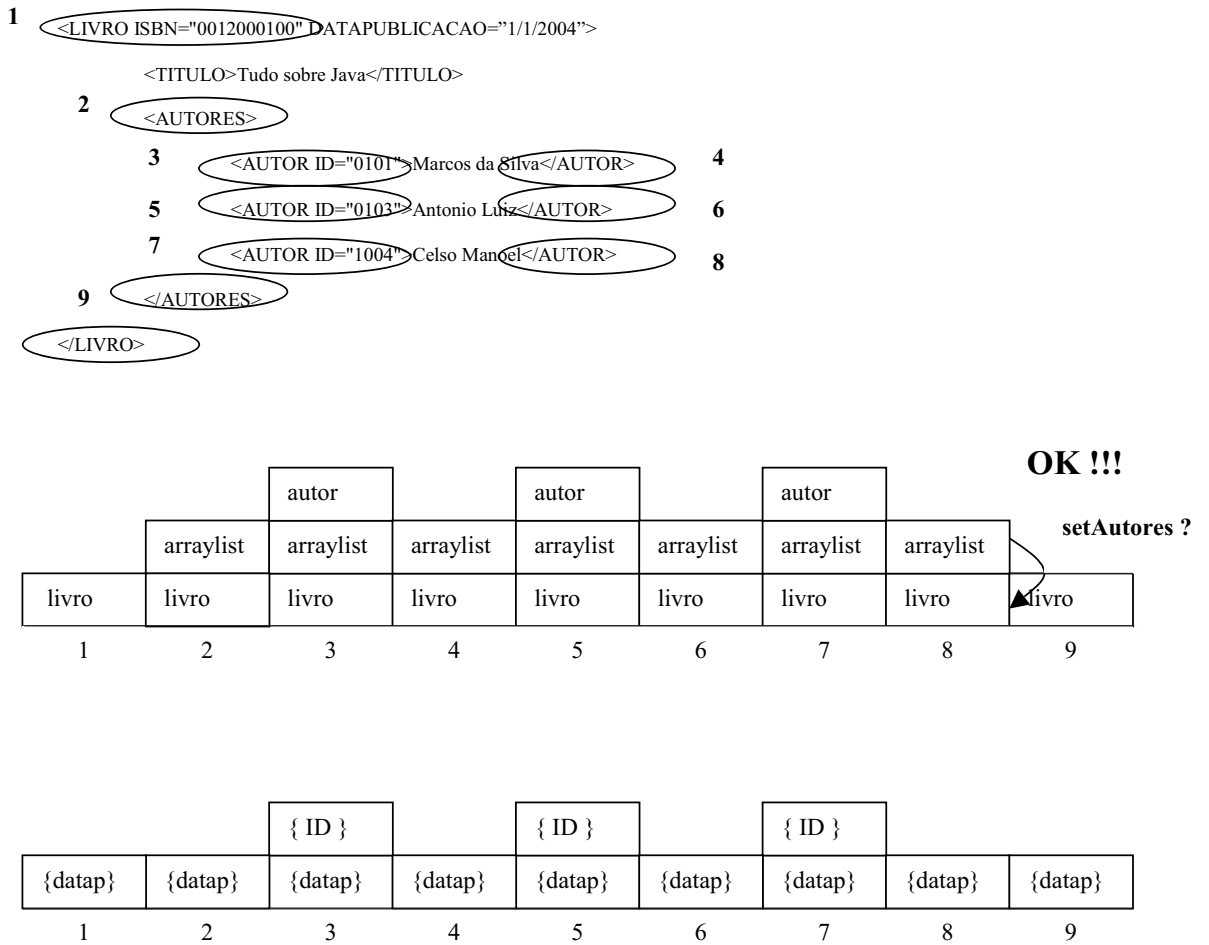 1 <LIVRO ISBN="0012000100" DATAPUBLICACAO=”1/1/2004”>
<TITULO>Tudo sobre Java</TITULO>
2 <AUTORES>
3 <AUTOR ID="0101">Marcos da Silva</AUTOR> 4
5 <AUTOR ID="0103">Antonio Luiz</AUTOR> 6
7 <AUTOR ID="1004">Celso Manoel</AUTOR> 8
9 </AUTORES>
</LIVRO>
OK !!!
autor autor autor
setAutores ?
arraylist arraylist arraylist arraylist arraylist arraylist arraylist
livro livro livro livro livro livro livro livro livro
1 2 3 4 5 6 7 8 9
{ ID } { ID } { ID }
{datap} {datap} {datap} {datap} {datap} {datap} {datap} {datap} {datap}
1 2 3 4 5 6 7 8 9